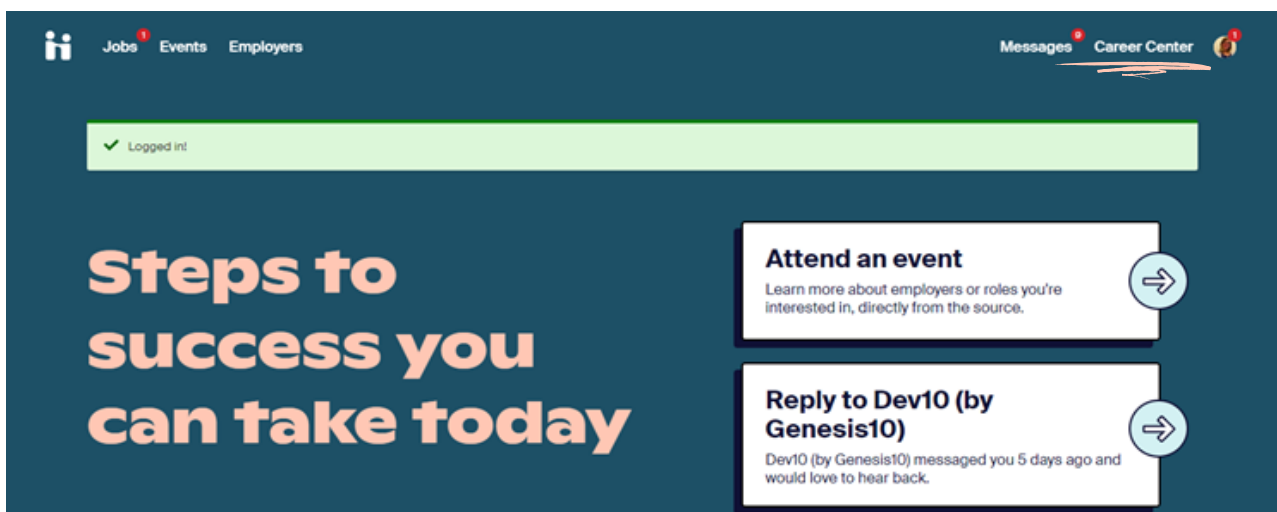 Jobs 1 Events Employers Messages 9 Career Center 1
Logged in!
Steps to
success you
can take today
Attend an event
Learn more about employers or roles you're
interested in, directly from the source.
Reply to Dev10 (by
Genesis10)
Dev10 (by Genesis10) messaged you 5 days ago and
would love to hear back.